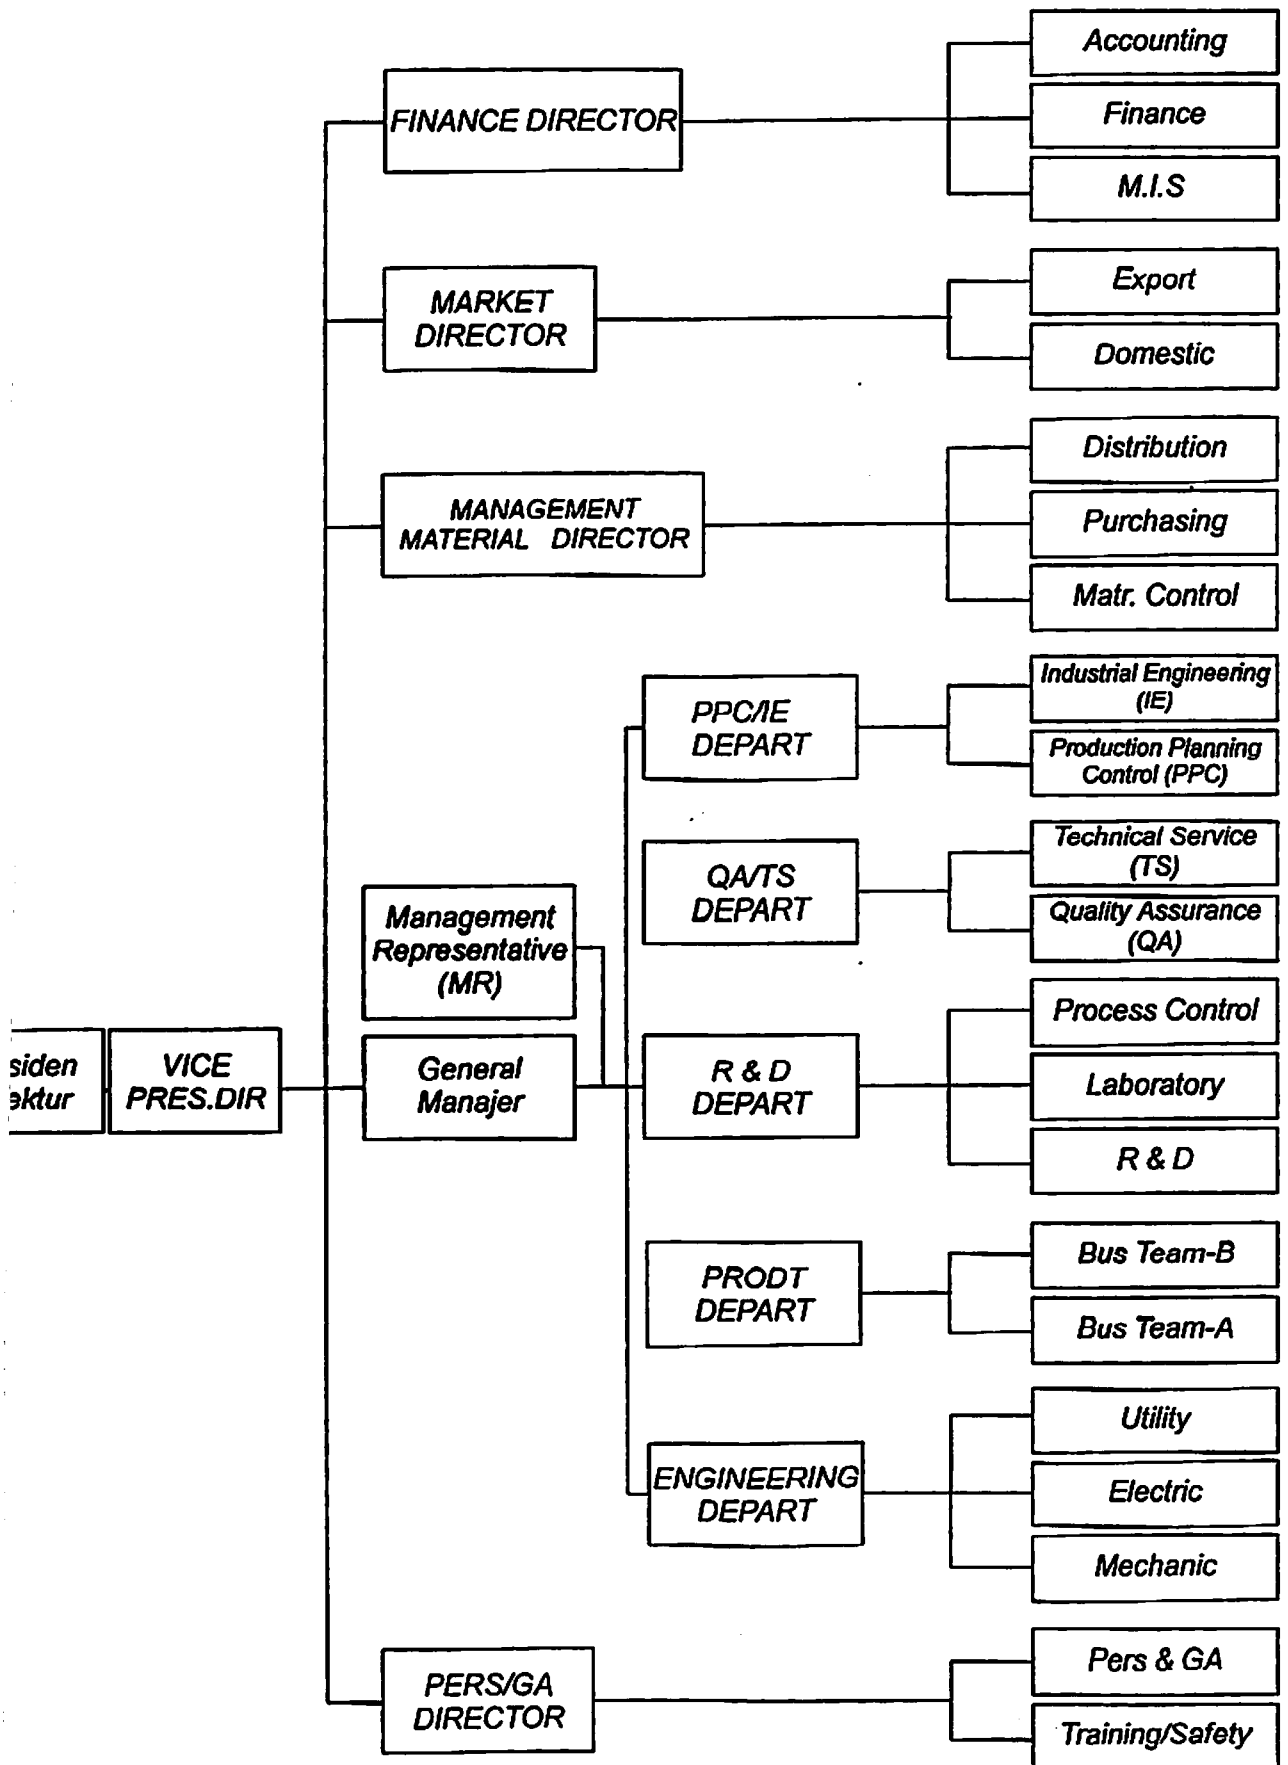 Accounting
FINANCE DIRECTOR
Finance
M.I.S
MARKET
DIRECTOR
Export
Domestic
MANAGEMENT
MATERIAL DIRECTOR
Distribution
Purchasing
Matr. Control
PPC/IE
DEPART
Industrial Engineering
(IE)
Production Planning
Control (PPC)
QA/TS
DEPART
Technical Service
(TS)
Quality Assurance
(QA)
Management
Representative
(MR)
siden
ektur
VICE
PRES.DIR
General
Manajer
R & D
DEPART
Process Control
Laboratory
R & D
PRODT
DEPART
Bus Team-B
Bus Team-A
ENGINEERING
DEPART
Utility
Electric
Mechanic
PERS/GA
DIRECTOR
Pers & GA
Training/Safety